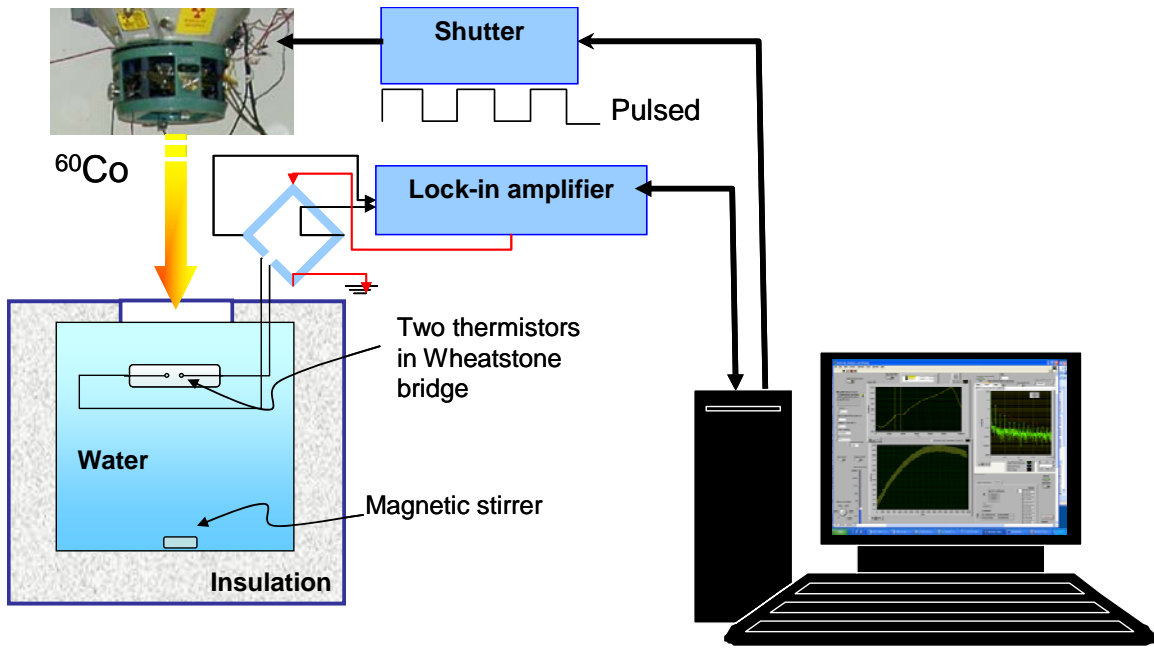 Shutter
Pulsed
⁶⁰Co
Lock-in amplifier
Two thermistors
in Wheatstone
bridge
Water
Magnetic stirrer
Insulation